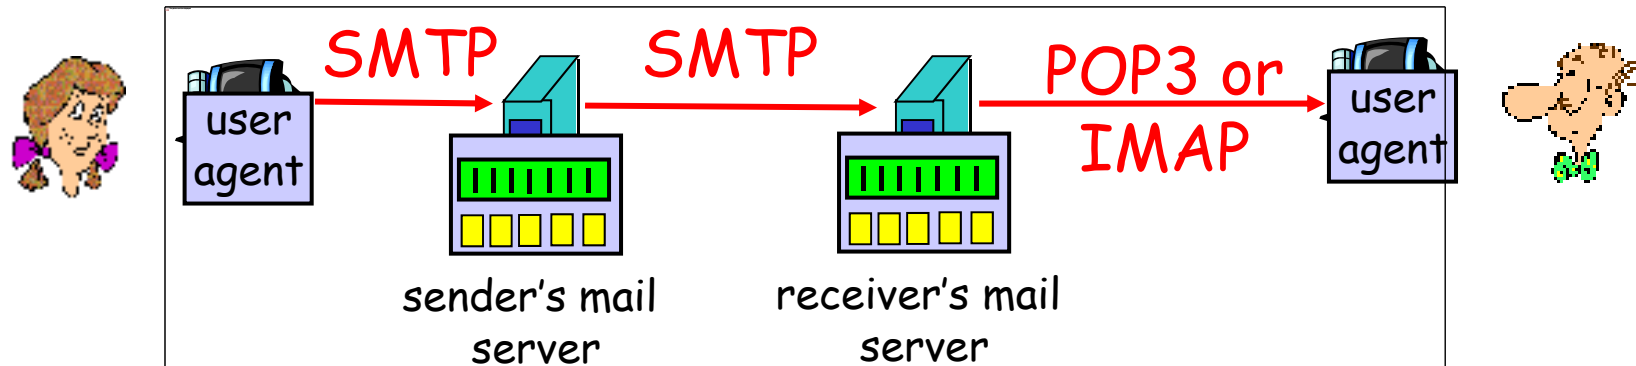 SMTP
SMTP
POP3 or
IMAP
user
agent
user
agent
sender's mail
server
receiver's mail
server